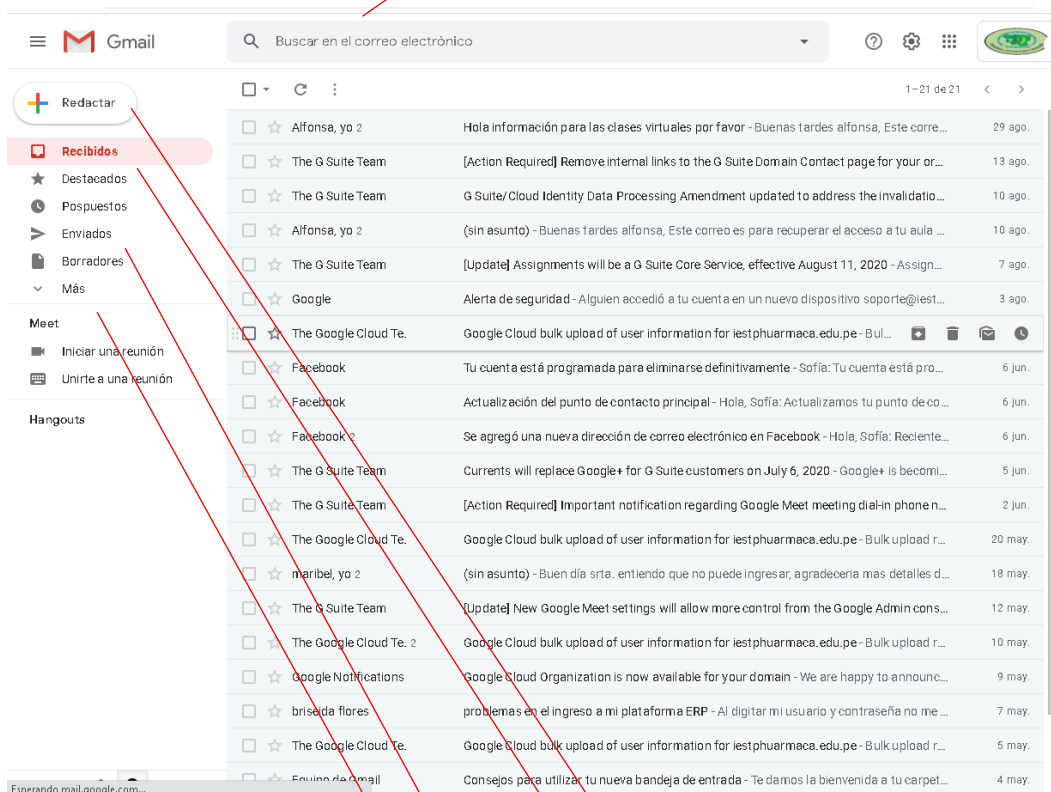 Gmail
Buscar en el correo electrónico
Redactar
1–21 de 21
Recibidos
Destacados
Pospuestos
Enviados
Borradores
Más
Meet
Iniciar una reunión
Unirte a una reunión
Hangouts
Alfonsa, yo 2 Hola información para las clases virtuales por favor - Buenas tardes alfonsa, Este corre... 29 ago.
The G Suite Team [Action Required] Remove internal links to the G Suite Domain Contact page for your or... 13 ago.
The G Suite Team G Suite/Cloud Identity Data Processing Amendment updated to address the invalidatio... 10 ago.
Alfonsa, yo 2 (sin asunto) - Buenas tardes alfonsa, Este correo es para recuperar el acceso a tu aula ... 10 ago.
The G Suite Team [Update] Assignments will be a G Suite Core Service, effective August 11, 2020 - Assign... 7 ago.
Google Alerta de seguridad - Alguien accedió a tu cuenta en un nuevo dispositivo soporte@iest... 3 ago.
The Google Cloud Te. Google Cloud bulk upload of user information for iestphuarmaca.edu.pe - Bul...
Facebook Tu cuenta está programada para eliminarse definitivamente - Sofía: Tu cuenta está pro... 6 jun.
Facebook Actualización del punto de contacto principal - Hola, Sofía: Actualizamos tu punto de co... 6 jun.
Facebook 2 Se agregó una nueva dirección de correo electrónico en Facebook - Hola, Sofía: Reciente... 6 jun.
The G Suite Team Currents will replace Google+ for G Suite customers on July 6, 2020 - Google+ is becomi... 5 jun.
The G Suite Team [Action Required] Important notification regarding Google Meet meeting dial-in phone n... 2 jun.
The Google Cloud Te. Google Cloud bulk upload of user information for iestphuarmaca.edu.pe - Bulk upload r... 20 may.
maribel, yo 2 (sin asunto) - Buen día srta. entiendo que no puede ingresar, agradeceria mas detalles d... 18 may.
The G Suite Team [Update] New Google Meet settings will allow more control from the Google Admin cons... 12 may.
The Google Cloud Te. 2 Google Cloud bulk upload of user information for iestphuarmaca.edu.pe - Bulk upload r... 10 may.
Google Notifications Google Cloud Organization is now available for your domain - We are happy to announc... 9 may.
briseida flores problemas en el ingreso a mi plataforma ERP - Al digitar mi usuario y contraseña no me ... 7 may.
The Google Cloud Te. Google Cloud bulk upload of user information for iestphuarmaca.edu.pe - Bulk upload r... 5 may.
Equipo de Gmail Consejos para utilizar tu nueva bandeja de entrada - Te damos la bienvenida a tu carpet... 4 may.
Esperando mail.google.com...